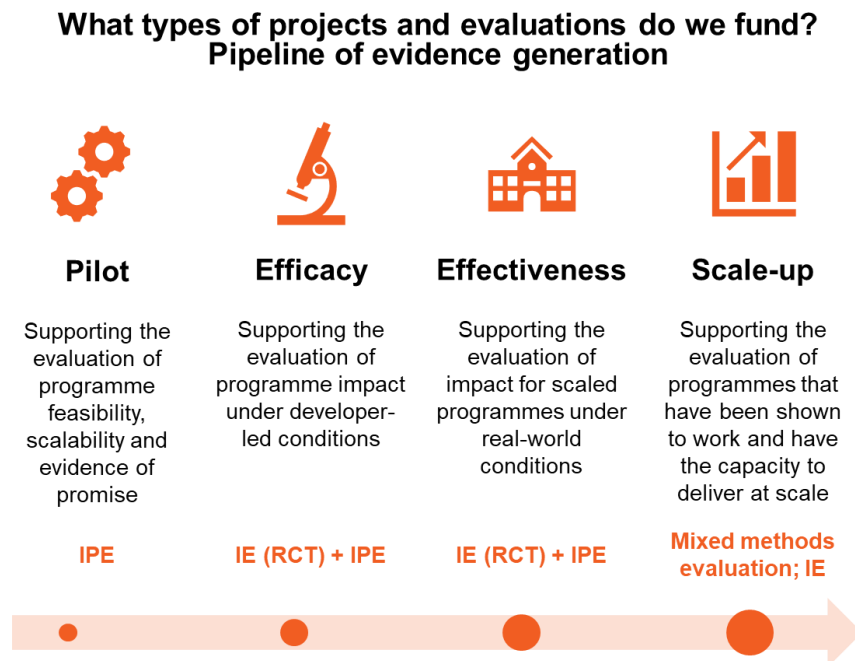 What types of projects and evaluations do we fund?
Pipeline of evidence generation
Pilot
Supporting the
evaluation of
programme
feasibility,
scalability and
evidence of
promise
IPE
Efficacy
Supporting the
evaluation of
programme impact
under developer-
led conditions
IE (RCT) + IPE
Effectiveness
Supporting the
evaluation of
impact for scaled
programmes under
real-world
conditions
IE (RCT) + IPE
Scale-up
Supporting the
evaluation of
programmes that
have been shown
to work and have
the capacity to
deliver at scale
Mixed methods
evaluation; IE